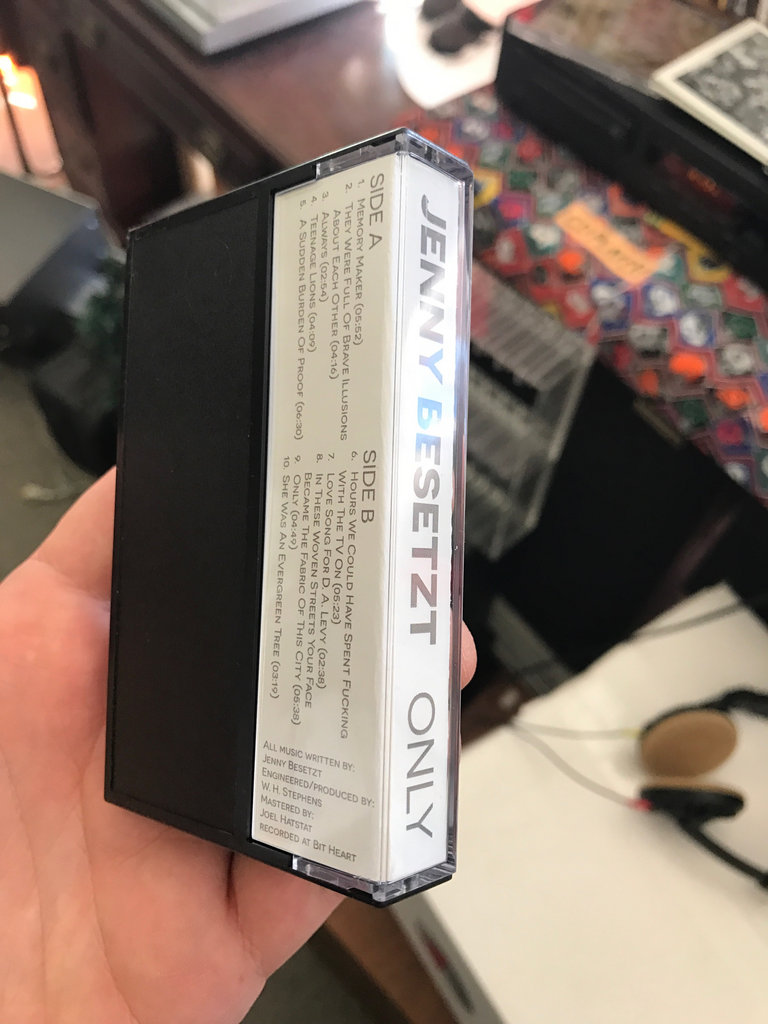 JENNY BESETZT ONLY
SIDE A
1. MEMORY MAKER (05:52)
2. THEY WERE FULL OF BRAVE ILLUSIONS
ABOUT EACH OTHER (04:16)
3. ALWAYS (02:54)
4. TEENAGE LIONS (04:09)
5. A SUDDEN BURDEN OF PROOF (06:30)
SIDE B
6. HOURS WE COULD HAVE SPENT FUCKING
WITH THE TV ON (05:23)
7. LOVE SONG FOR D. A. LEVY (02:38)
8. IN THESE WOVEN STREETS YOUR FACE
BECAME THE FABRIC OF THIS CITY (05:38)
9. ONLY (04:49)
10. SHE WAS AN EVERGREEN TREE (03:19)
ALL MUSIC WRITTEN BY:
JENNY BESETZT
ENGINEERED/PRODUCED BY:
W. H. STEPHENS
MASTERED BY:
JOEL HATSTAT
RECORDED AT BIT HEART